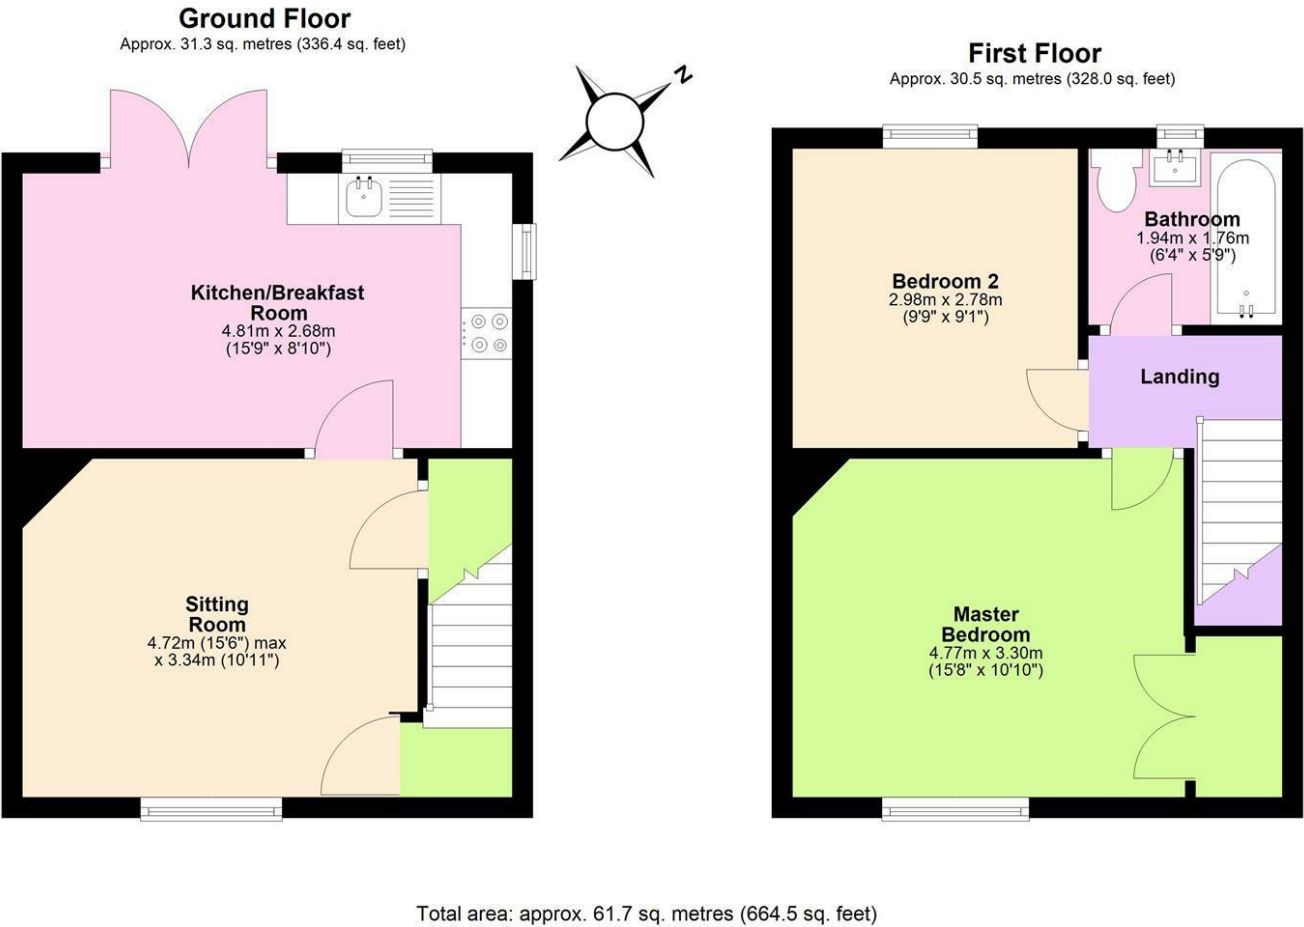 Ground Floor
Approx. 31.3 sq. metres (336.4 sq. feet)
N
Kitchen/Breakfast
Room
4.81m x 2.68m
(15'9" x 8'10")
Sitting
Room
4.72m (15'6") max
x 3.34m (10'11")
First Floor
Approx. 30.5 sq. metres (328.0 sq. feet)
Bedroom 2
2.98m x 2.78m
(9'9" x 9'1")
Bathroom
1.94m x 1.76m
(6'4" x 5'9")
Landing
Master
Bedroom
4.77m x 3.30m
(15'8" x 10'10")
Total area: approx. 61.7 sq. metres (664.5 sq. feet)